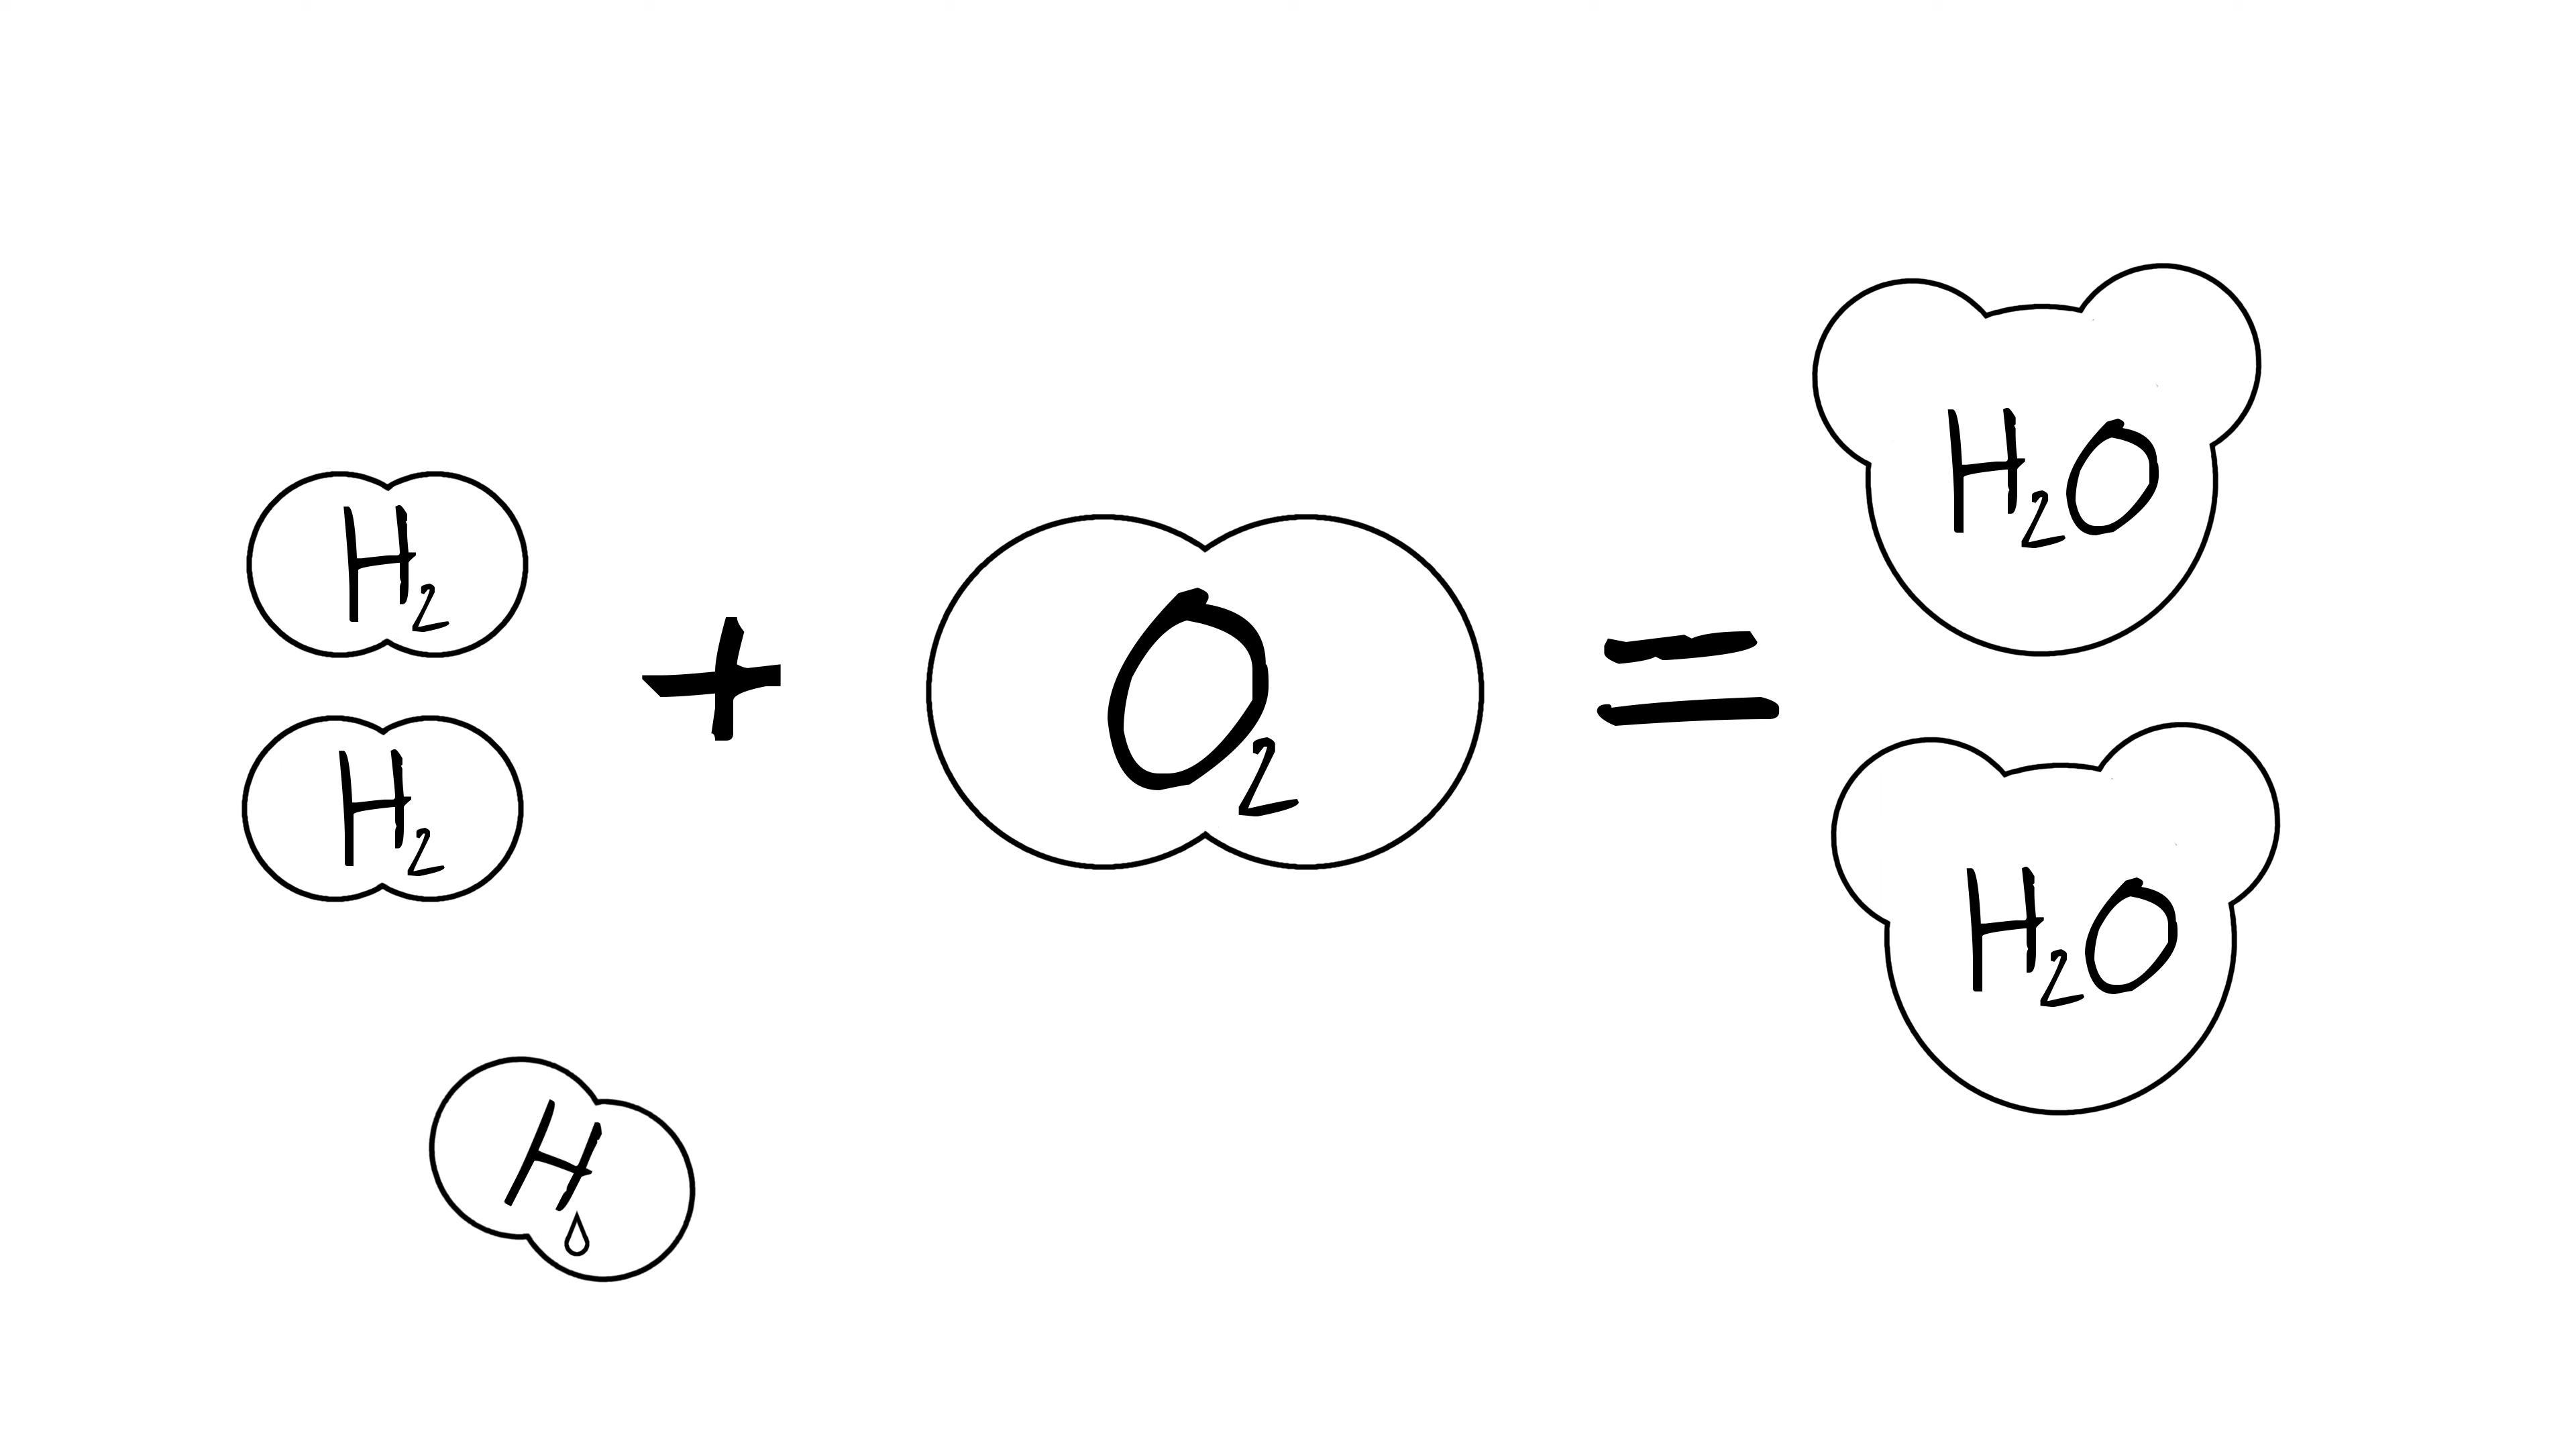 H₂
H₂
+
O₂
=
H₂O
H₂O
H